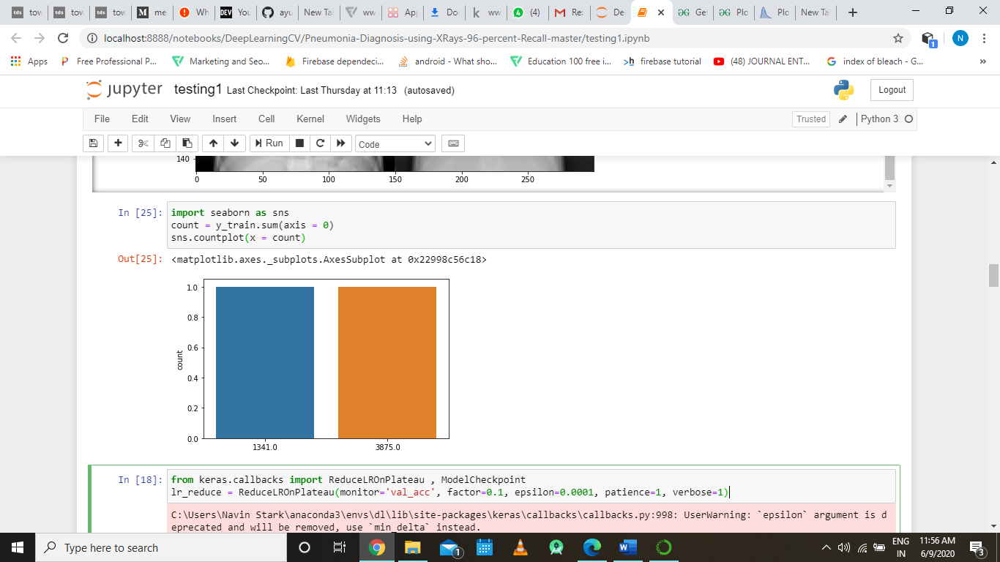 tow
tow
tow
me
Wh
You
ayu
New Tab
ww
App
Do
ww
(4)
Re:
De
Ge
Plo
Plo
New Ta
localhost:8888/notebooks/DeepLearningCV/Pneumonia-Diagnosis-using-XRays-96-percent-Recall-master/testing1.ipynb
N
1
Apps
Free Professional P...
Marketing and Seo...
Firebase dependeci...
android - What sho...
Education 100 free i...
firebase tutorial
(48) JOURNAL ENT...
index of bleach - G...
»
jupyter testing1 Last Checkpoint: Last Thursday at 11:13 (autosaved)
Logout
File Edit View Insert Cell Kernel Widgets Help
Trusted
Python 3
Run
Code
140
0 50 100 150 200 250
In [25]:
import seaborn as sns
count = y_train.sum(axis = 0)
sns.countplot(x = count)
Out[25]: <matplotlib.axes._subplots.AxesSubplot at 0x22998c56c18>
1.0
0.8
0.6
0.4
0.2
0.0
count
1341.0 3875.0
In [18]:
from keras.callbacks import ReduceLROnPlateau , ModelCheckpoint
lr_reduce = ReduceLROnPlateau(monitor='val_acc', factor=0.1, epsilon=0.0001, patience=1, verbose=1)
C:\Users\Navin Stark\anaconda3\envs\dl\lib\site-packages\keras\callbacks\callbacks.py:998: UserWarning: `epsilon` argument is d
eprecated and will be removed, use `min_delta` instead.
Type here to search
1
ENG
IN
11:56 AM
6/9/2020
3